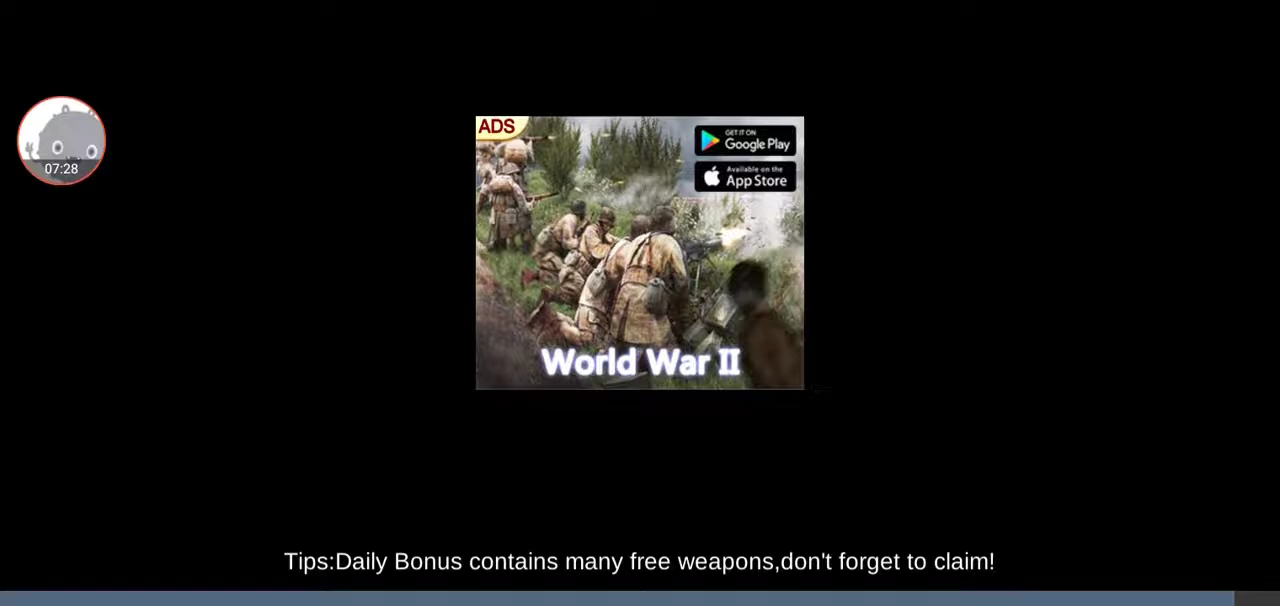 ADS
GET IT ON
Google Play
Available on the
App Store
07:28
World War II
Tips:Daily Bonus contains many free weapons,don't forget to claim!